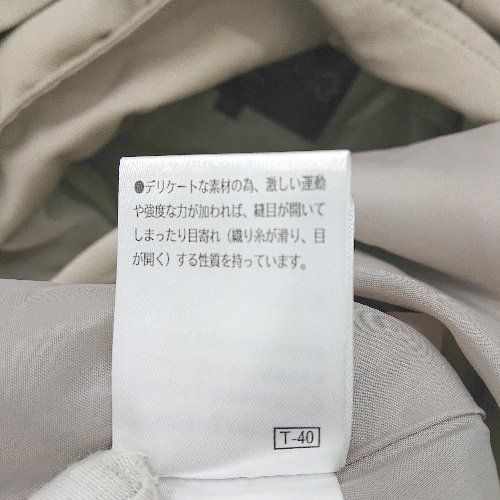 ●デリケートな素材の為、激しい運動
や強度な力が加われば、縫目が開いて
しまったり目寄れ（織り糸が滑り、目
が開く）する性質を持っています。
T-40